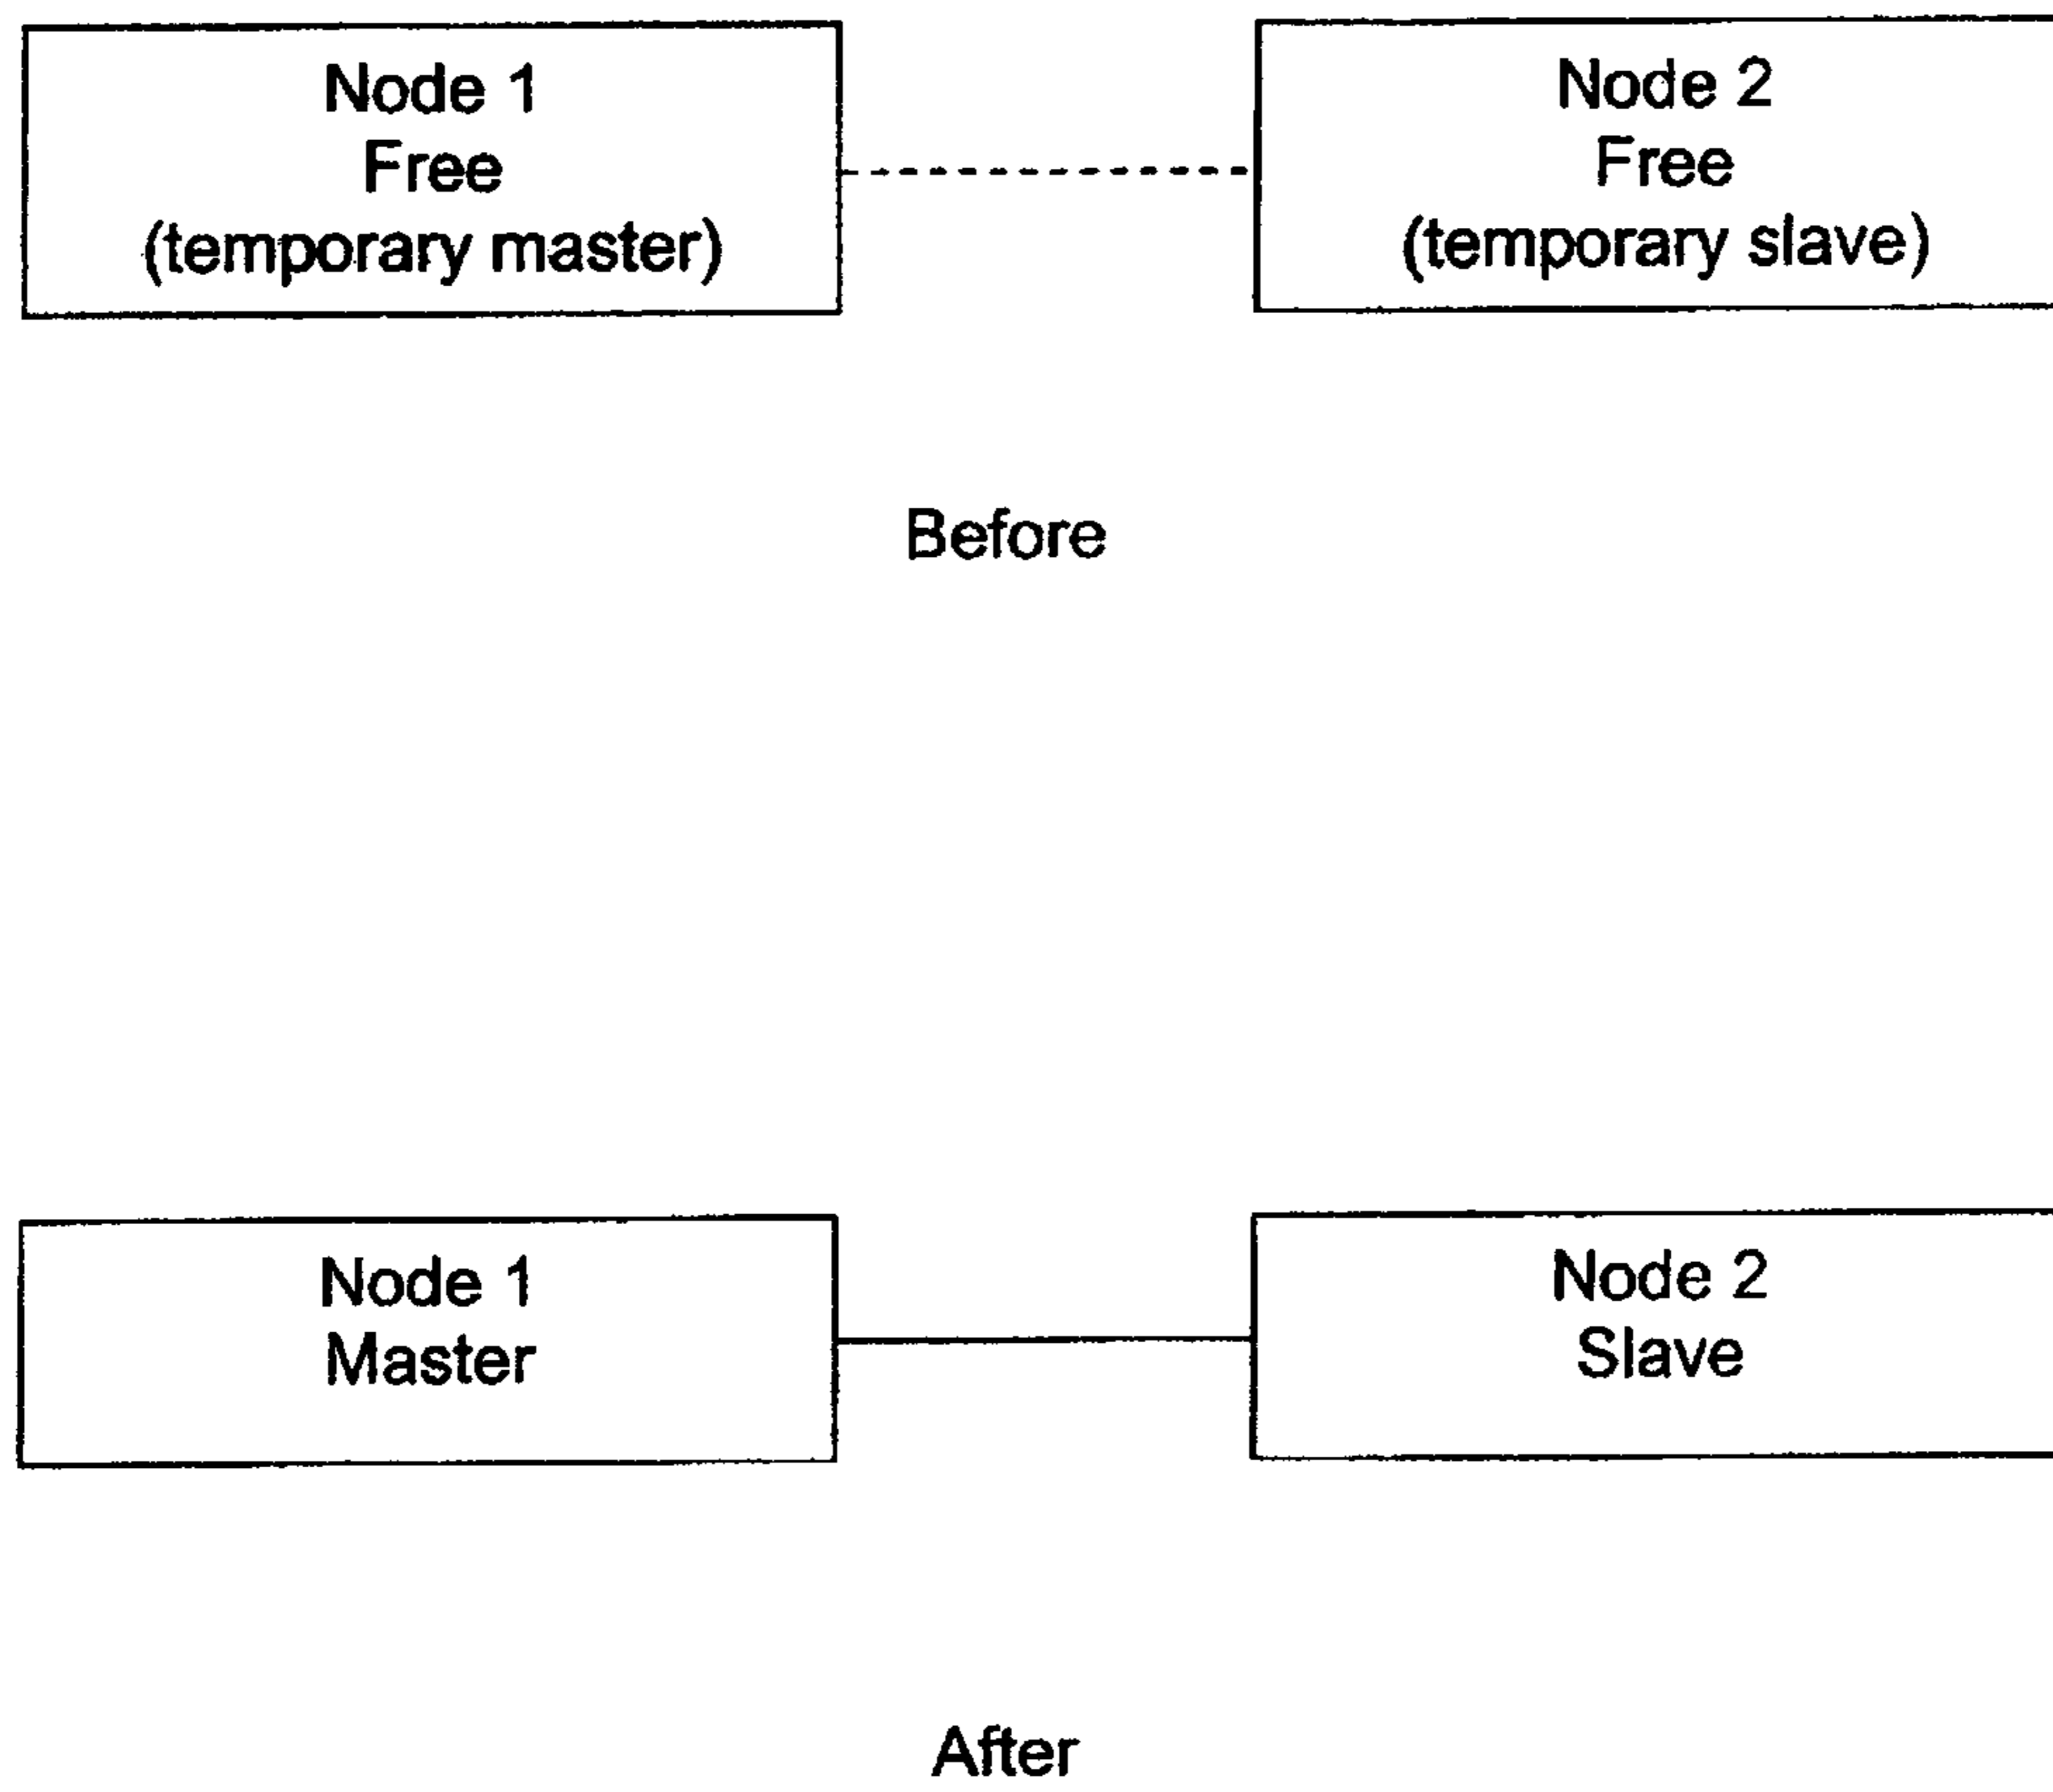 Node 1
Free
(temporary master)
Node 2
Free
(temporary slave)
Before
Node 1
Master
Node 2
Slave
After